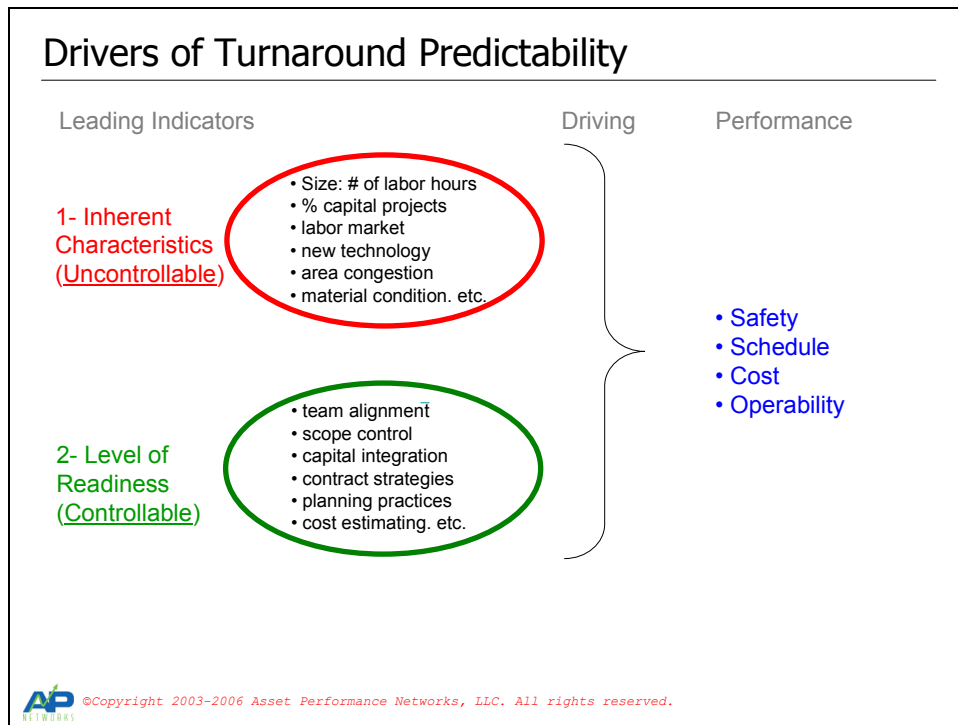 Drivers of Turnaround Predictability
Leading Indicators
Driving
Performance
1- Inherent
Characteristics
(Uncontrollable)
• Size: # of labor hours
• % capital projects
• labor market
• new technology
• area congestion
• material condition. etc.
2- Level of
Readiness
(Controllable)
• team alignment
• scope control
• capital integration
• contract strategies
• planning practices
• cost estimating. etc.
• Safety
• Schedule
• Cost
• Operability
AP
NETWORKS
©Copyright 2003-2006 Asset Performance Networks, LLC. All rights reserved.